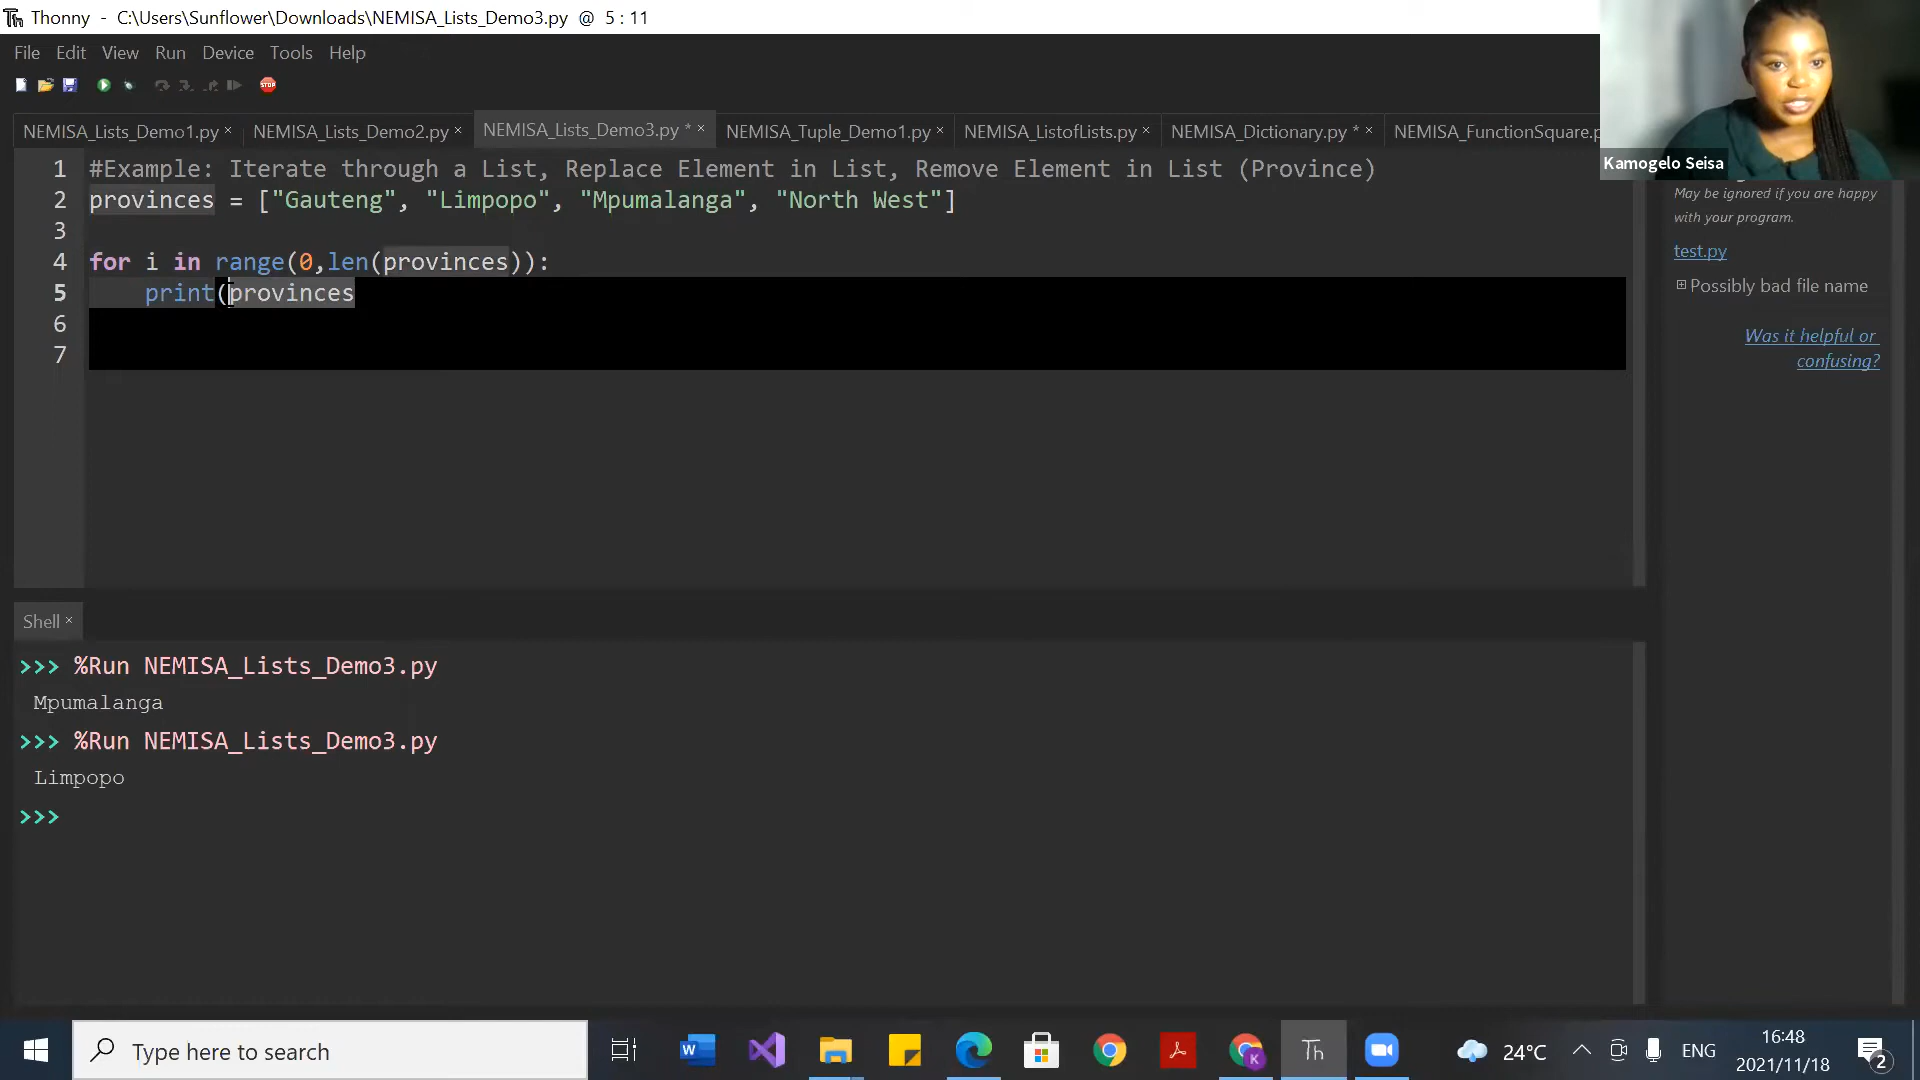 Thonny - C:\Users\Sunflower\Downloads\NEMISA_Lists_Demo3.py @ 5 : 11
File Edit View Run Device Tools Help
STOP
NEMISA_Lists_Demo1.py × NEMISA_Lists_Demo2.py × NEMISA_Lists_Demo3.py * × NEMISA_Tuple_Demo1.py × NEMISA_ListofLists.py × NEMISA_Dictionary.py * × NEMISA_FunctionSquare.p
Kamogelo Seisa
1 #Example: Iterate through a List, Replace Element in List, Remove Element in List (Province)
2 provinces = ["Gauteng", "Limpopo", "Mpumalanga", "North West"]
3
4 for i in range(0,len(provinces)):
5 print(provinces
6
7
May be ignored if you are happy
with your program.
test.py
Possibly bad file name
Was it helpful or
confusing?
Shell ×
>>> %Run NEMISA_Lists_Demo3.py
Mpumalanga
>>> %Run NEMISA_Lists_Demo3.py
Limpopo
>>>
Type here to search
W
K
Th
24°C
ENG
16:48
2021/11/18
2